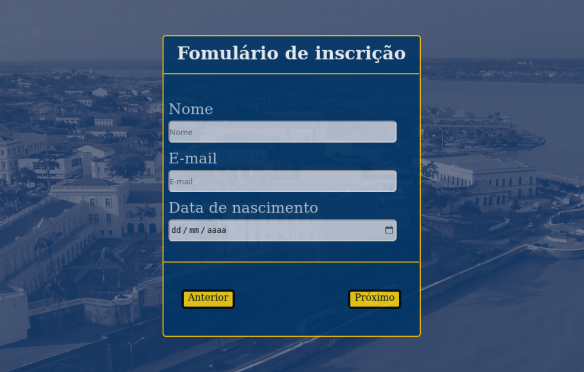 Fomulário de inscrição
Nome
Nome
E-mail
E-mail
Data de nascimento
dd/mm/aaaa
Anterior
Próximo